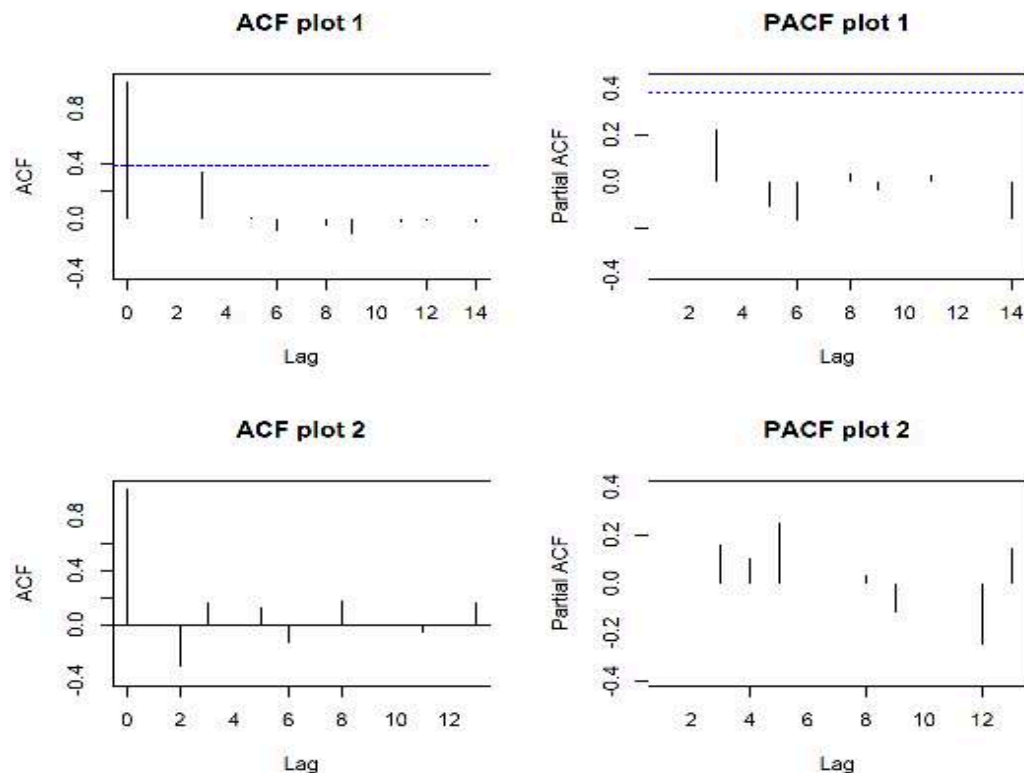 ACF plot 1
PACF plot 1
ACF
0.8
0.4
0.0
-0.4
0 2 4 6 8 10 12 14
Lag
Partial ACF
0.4
0.2
0.0
-0.4
2 4 6 8 10 12 14
Lag
ACF plot 2
PACF plot 2
ACF
0.8
0.4
0.0
-0.4
0 2 4 6 8 10 12
Lag
Partial ACF
0.4
0.2
0.0
-0.2
-0.4
2 4 6 8 10 12
Lag